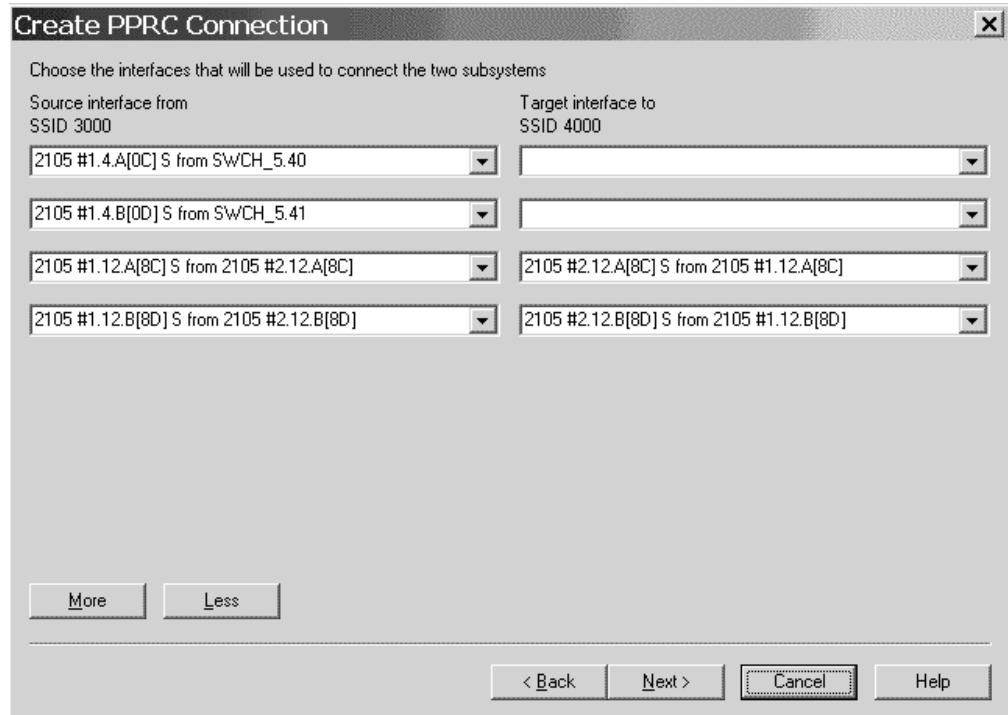 Create PPRC Connection
Choose the interfaces that will be used to connect the two subsystems
Source interface from
SSID 3000
Target interface to
SSID 4000
2105 #1.4.A[0C] S from SWCH_5.40
2105 #1.4.B[0D] S from SWCH_5.41
2105 #1.12.A[8C] S from 2105 #2.12.A[8C]
2105 #2.12.A[8C] S from 2105 #1.12.A[8C]
2105 #1.12.B[8D] S from 2105 #2.12.B[8D]
2105 #2.12.B[8D] S from 2105 #1.12.B[8D]
More
Less
< Back
Next >
Cancel
Help